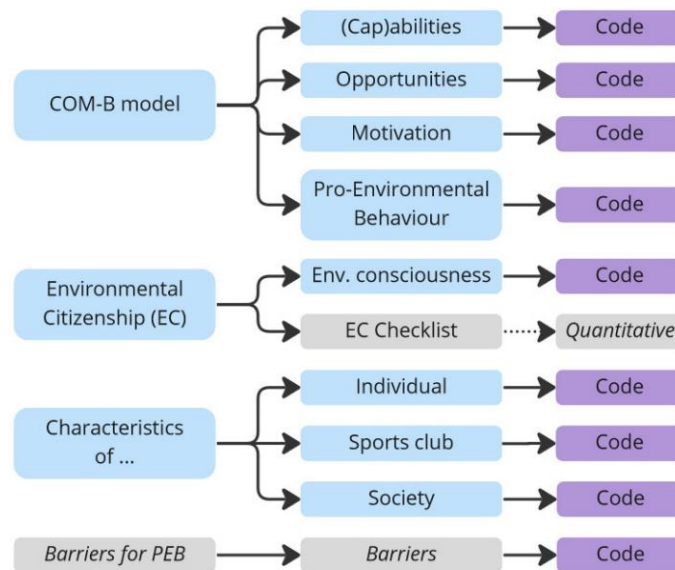 (Cap)abilities
Code
COM-B model
Opportunities
Code
Motivation
Code
Pro-Environmental
Behaviour
Code
Environmental
Citizenship (EC)
Env. consciousness
Code
EC Checklist
Quantitative
Characteristics
of ...
Individual
Code
Sports club
Code
Society
Code
Barriers for PEB
Barriers
Code